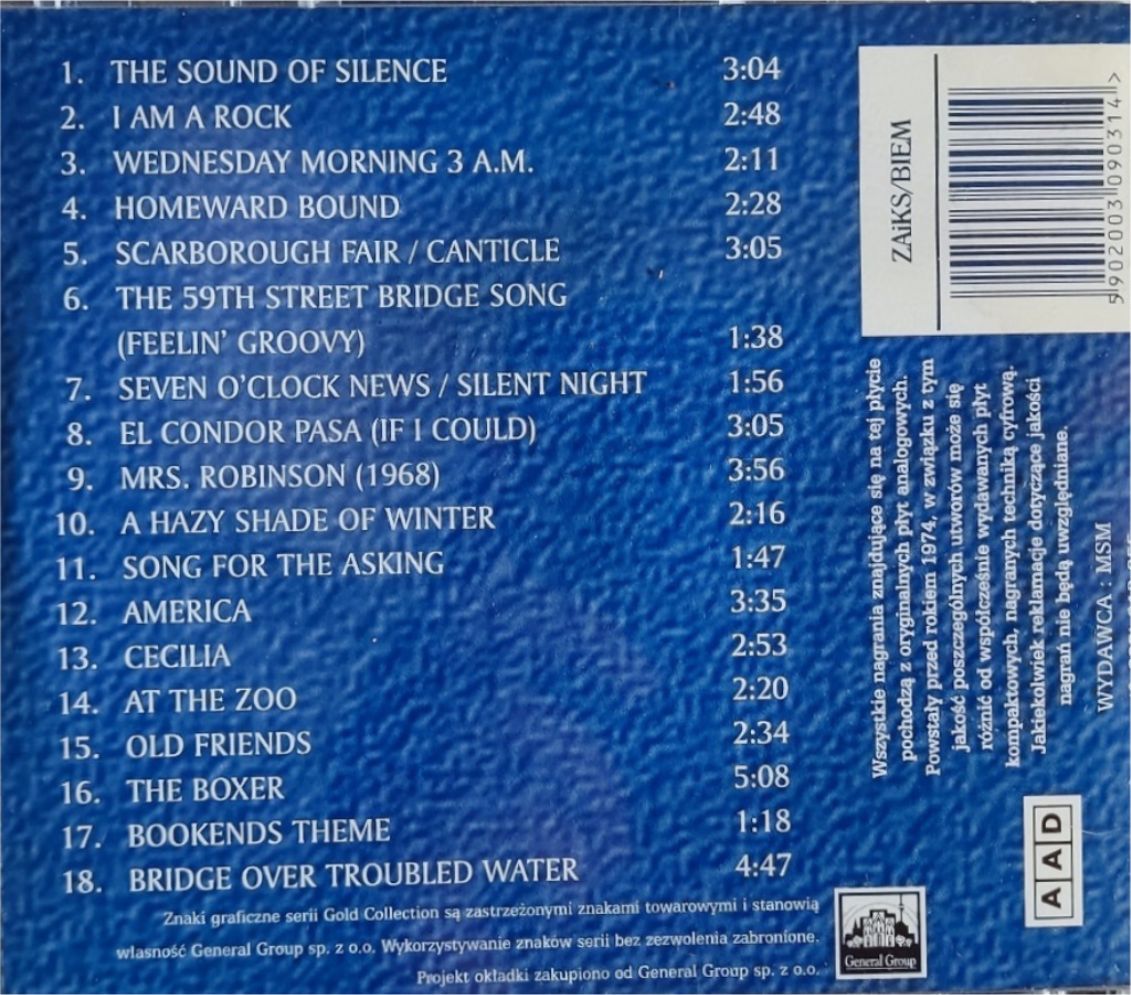 1. THE SOUND OF SILENCE 3:04
2. I AM A ROCK 2:48
3. WEDNESDAY MORNING 3 A.M. 2:11
4. HOMEWARD BOUND 2:28
5. SCARBOROUGH FAIR / CANTICLE 3:05
6. THE 59TH STREET BRIDGE SONG
(FEELIN' GROOVY) 1:38
7. SEVEN O'CLOCK NEWS / SILENT NIGHT 1:56
8. EL CONDOR PASA (IF I COULD) 3:05
9. MRS. ROBINSON (1968) 3:56
10. A HAZY SHADE OF WINTER 2:16
11. SONG FOR THE ASKING 1:47
12. AMERICA 3:35
13. CECILIA 2:53
14. AT THE ZOO 2:20
15. OLD FRIENDS 2:34
16. THE BOXER 5:08
17. BOOKENDS THEME 1:18
18. BRIDGE OVER TROUBLED WATER 4:47
Znaki graficzne serii Gold Collection są zastrzeżonymi znakami towarowymi i stanowią
własność General Group sp. z o.o. Wykorzystywanie znaków serii bez zezwolenia zabronione.
Projekt okładki zakupiono od General Group sp. z o.o.
General Group
ZAiKS/BIEM
5 902003 090314 >
Wszystkie nagrania znajdujące się na tej płycie
pochodzą z oryginalnych płyt analogowych.
Powstały przed rokiem 1974, w związku z tym
jakość poszczególnych utworów może się
różnić od współcześnie wydawanych płyt
kompaktowych, nagranych techniką cyfrową.
Jakiekolwiek reklamacje dotyczące jakości
nagrań nie będą uwzględniane.
WYDAWCA : MSM
AAD